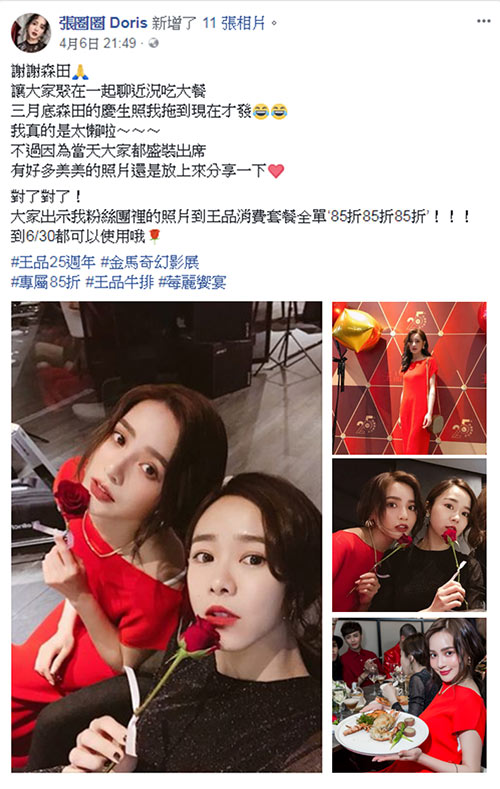 張圈圈 Doris 新增了 11 張相片。
4月6日 21:49 ·
謝謝森田🙏
讓大家聚在一起聊近況吃大餐
三月底森田的慶生照我拖到現在才發😂😂
我真的是太懶啦～～～
不過因為當天大家都盛裝出席
有好多美美的照片還是放上來分享一下❤
對了對了！
大家出示我粉絲團裡的照片到王品消費套餐全單‘85折85折85折’！！！
到6/30都可以使用哦🌹
#王品25週年 #金馬奇幻影展
#專屬85折 #王品牛排 #莓麗饗宴
25